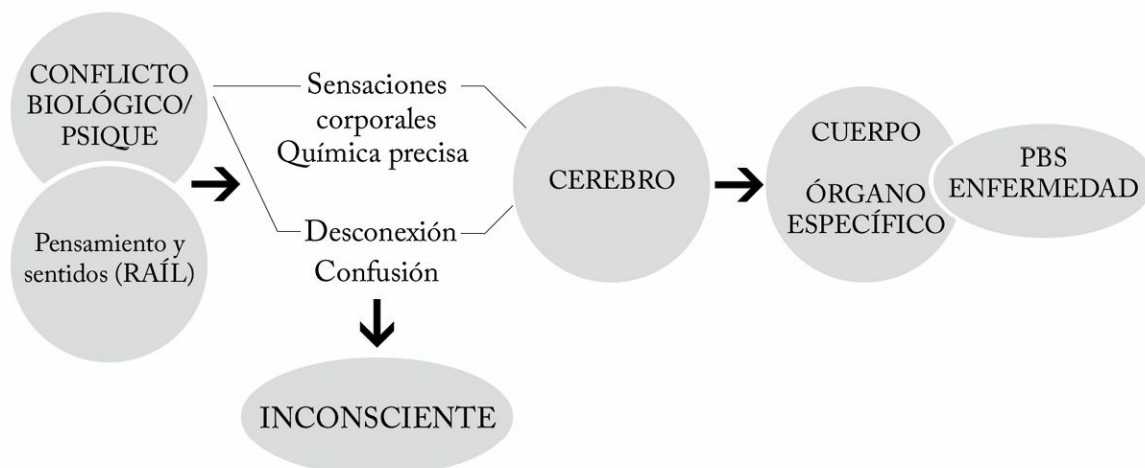 CONFLICTO
BIOLÓGICO/
PSIQUE
Pensamiento y
sentidos (RAÍL)
Sensaciones
corporales
Química precisa
Desconexión
Confusión
INCONSCIENTE
CEREBRO
CUERPO
ÓRGANO
ESPECÍFICO
PBS
ENFERMEDAD